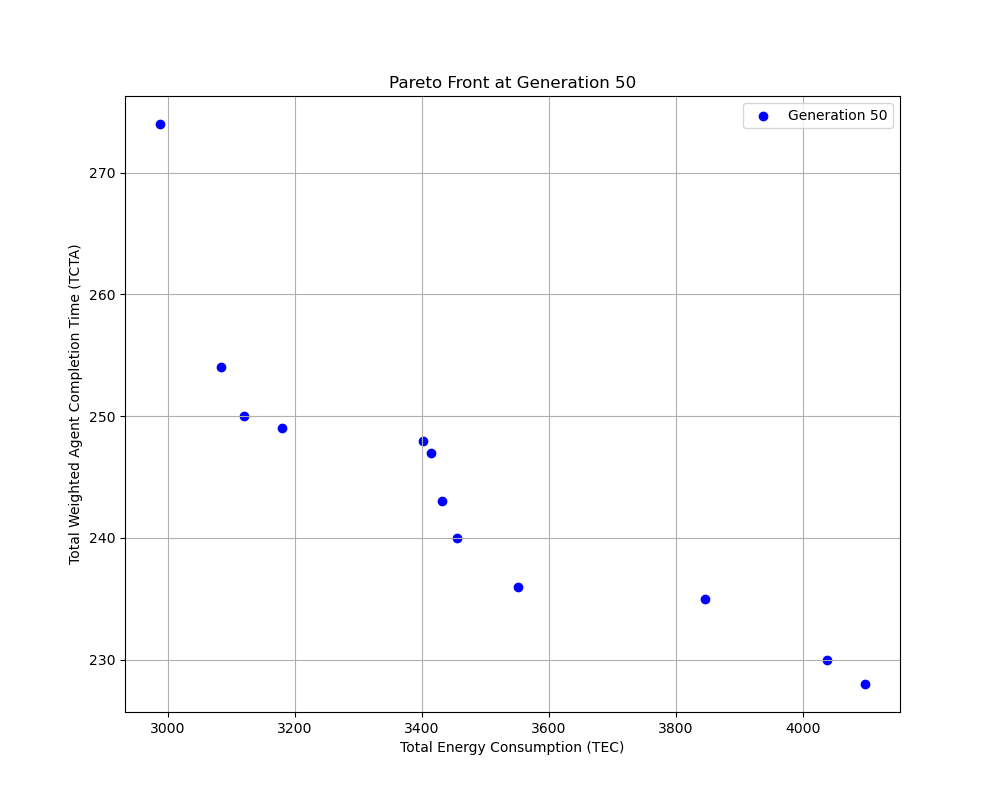 Pareto Front at Generation 50
Generation 50
270
260
250
240
230
Total Weighted Agent Completion Time (TCTA)
3000 3200 3400 3600 3800 4000
Total Energy Consumption (TEC)